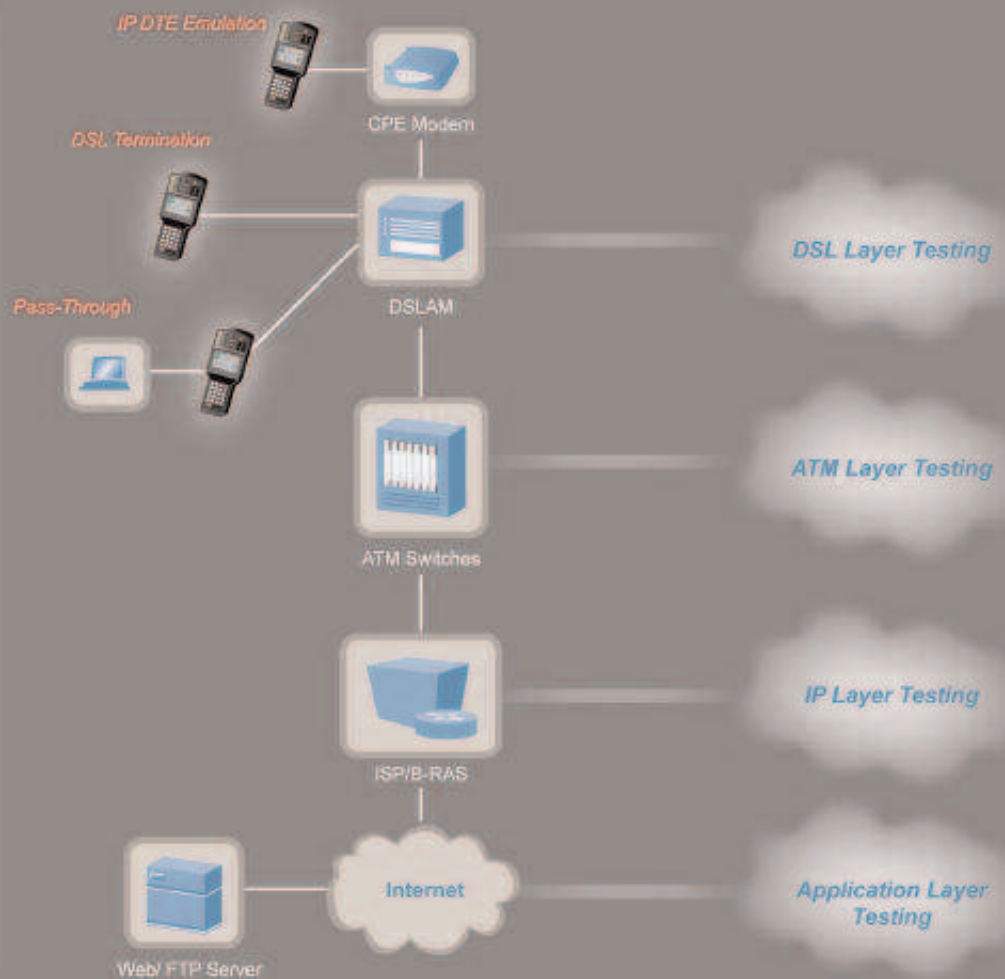 IP DTE Emulation
CPE Modem
DSL Termination
DSL Layer Testing
Pass-Through
DSLAM
ATM Layer Testing
ATM Switches
IP Layer Testing
ISP/B-RAS
Internet
Application Layer
Testing
Web/ FTP Server